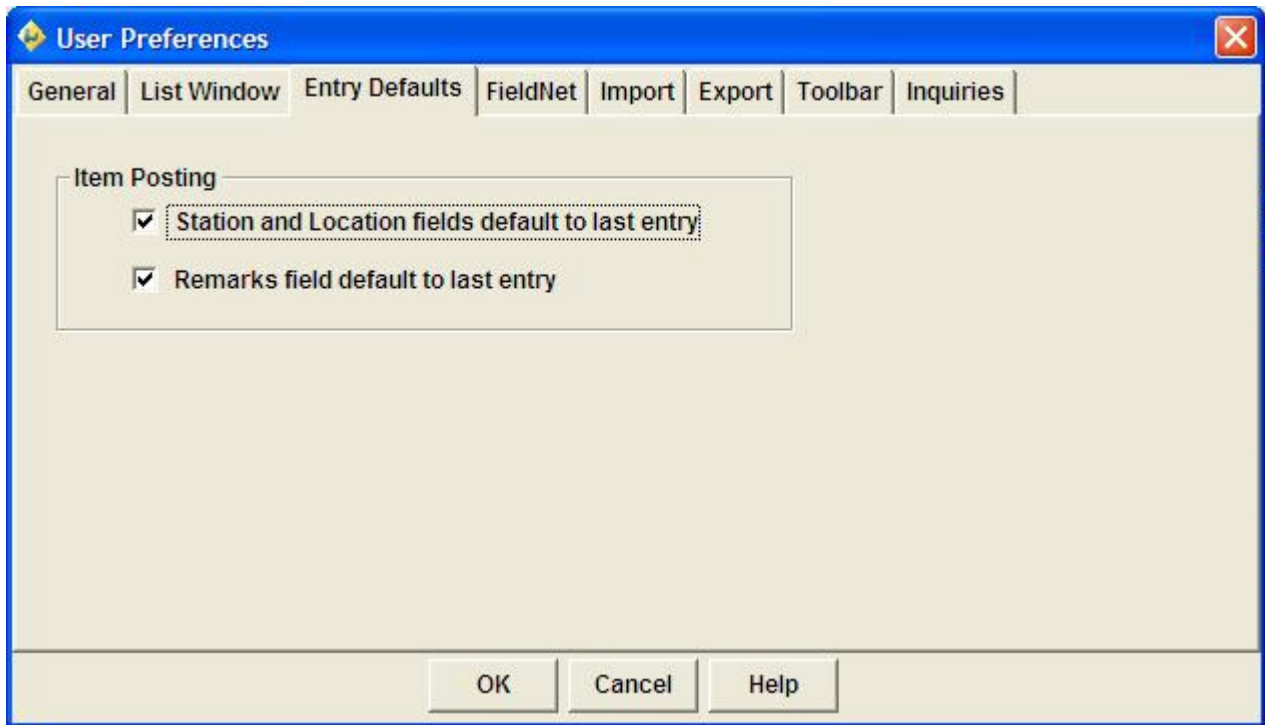 User Preferences
General List Window Entry Defaults FieldNet Import Export Toolbar Inquiries
Item Posting
Station and Location fields default to last entry
Remarks field default to last entry
OK Cancel Help